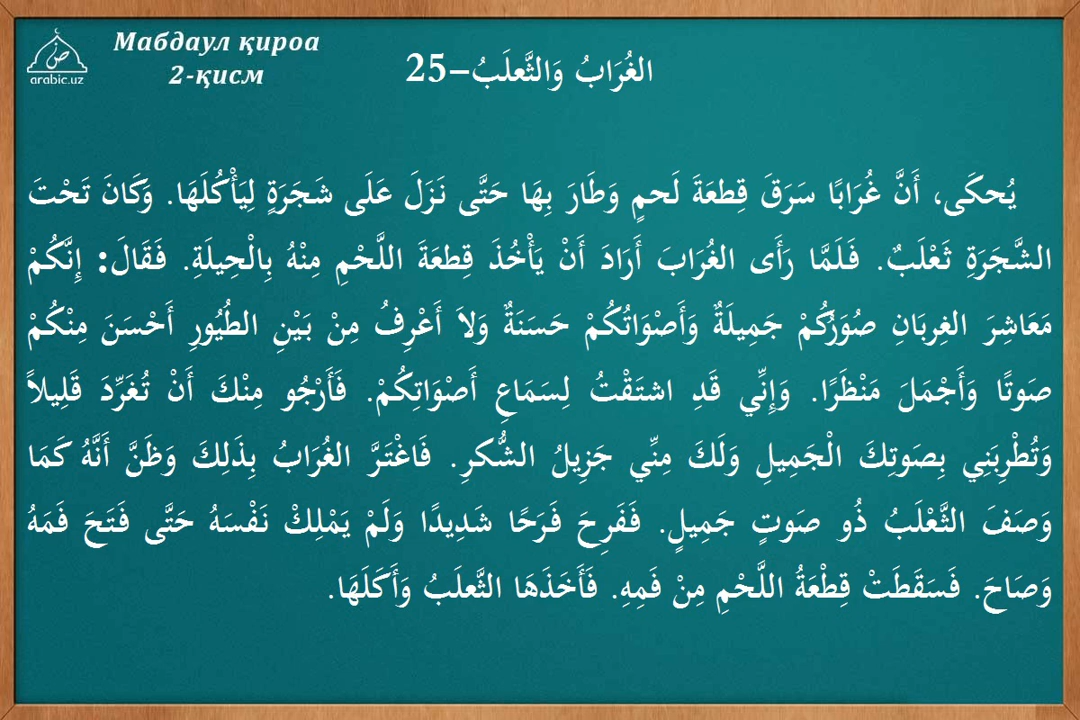 Мабдаул қироа
2-қисм
arabic.uz
25–الغُرَابُ وَالثَّعلَبُ
يُحكَى، أَنَّ غُرَابًا سَرَقَ قِطعَةَ لَحمٍ وَطَارَ بِهَا حَتَّى نَزَلَ عَلَى شَجَرَةٍ لِيَأْكُلَهَا. وَكَانَ تَحْتَ
الشَّجَرَةِ ثَعْلَبٌ. فَلَمَّا رَأَى الغُرَابَ أَرَادَ أَنْ يَأْخُذَ قِطعَةَ اللَّحْمِ مِنْهُ بِالْحِيلَةِ. فَقَالَ: إِنَّكُمْ
مَعَاشِرَ الغِربَانِ صُوَرُكُمْ جَمِيلَةٌ وَأَصْوَاتُكُمْ حَسَنَةٌ وَلاَ أَعْرِفُ مِنْ بَيْنِ الطُيُورِ أَحْسَنَ مِنْكُمْ
صَوتًا وَأَجْمَلَ مَنْظَرًا. وَإِنِّي قَدِ اشتَقْتُ لِسَمَاعِ أَصْوَاتِكُمْ. فَأَرْجُو مِنْكَ أَنْ تُغَرِّدَ قَلِيلاً
وَتُطْرِبَنِي بِصَوتِكَ الْجَمِيلِ وَلَكَ مِنِّي جَزِيلُ الشُّكرِ. فَاغْتَرَّ الغُرَابُ بِذَلِكَ وَظَنَّ أَنَّهُ كَمَا
وَصَفَ الثَّعْلَبُ ذُو صَوتٍ جَمِيلٍ. فَفَرِحَ فَرَحًا شَدِيدًا وَلَمْ يَمْلِكْ نَفْسَهُ حَتَّى فَتَحَ فَمَهُ
وَصَاحَ. فَسَقَطَتْ قِطْعَةُ اللَّحْمِ مِنْ فَمِهِ. فَأَخَذَهَا الثَّعلَبُ وَأَكَلَهَا.